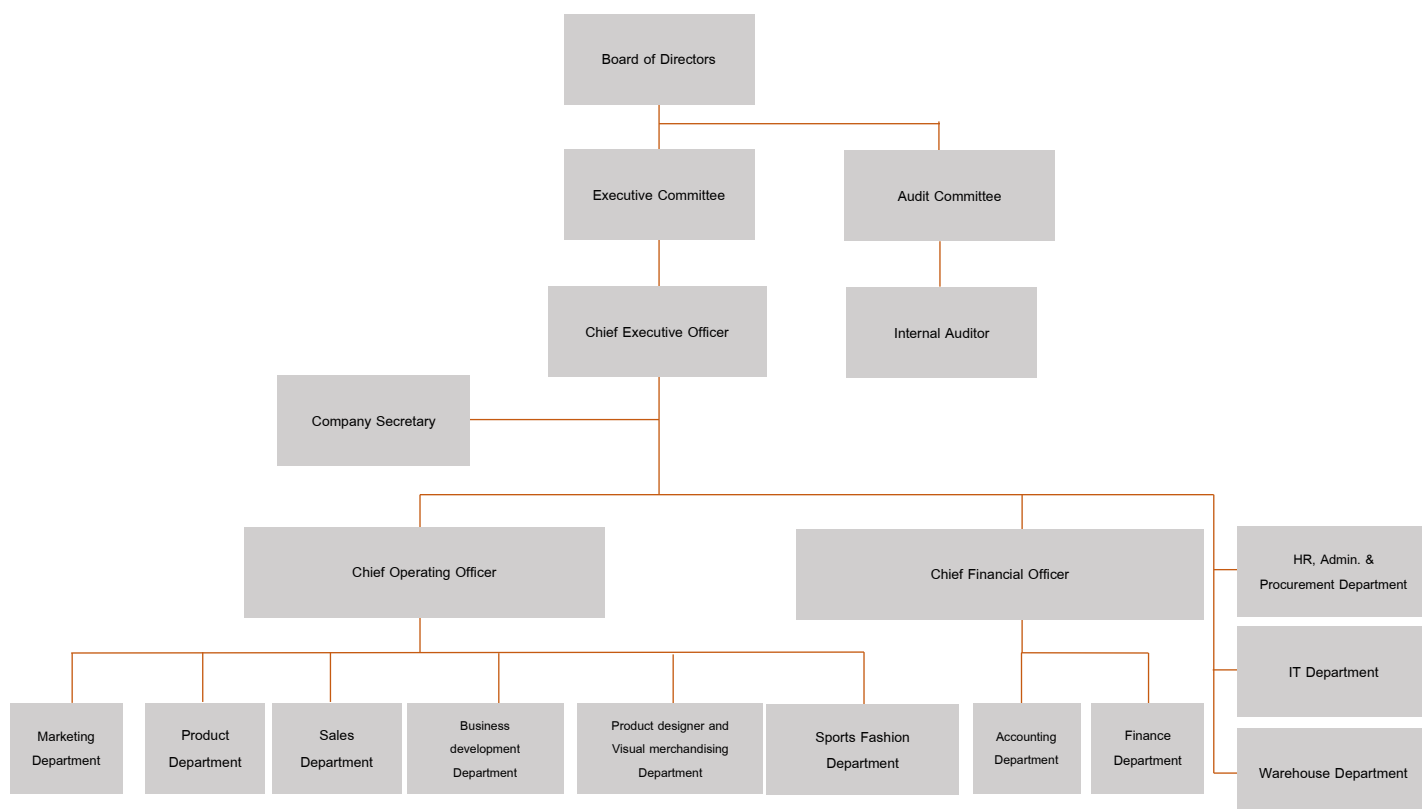 Board of Directors
Executive Committee
Audit Committee
Chief Executive Officer
Internal Auditor
Company Secretary
Chief Operating Officer
Chief Financial Officer
HR, Admin. &
Procurement Department
IT Department
Warehouse Department
Marketing
Department
Product
Department
Sales
Department
Business
development
Department
Product designer and
Visual merchandising
Department
Sports Fashion
Department
Accounting
Department
Finance
Department